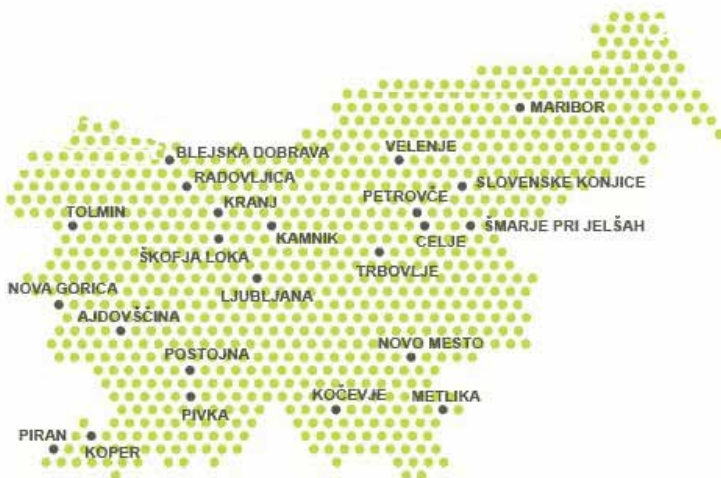 MARIBOR
BLEJSKA DOBRAVA
VELENJE
RADOVLJICA
SLOVENSKE KONJICE
PETROVČE
KRANJ
TOLMIN
KAMNIK
CELJE
ŠMARJE PRI JELŠAH
ŠKOFJA LOKA
TRBOVLJE
NOVA GORICA
LJUBLJANA
AJDOVŠČINA
POSTOJNA
NOVO MESTO
KOČEVJE
METLIKA
PIVKA
PIRAN
KOPER